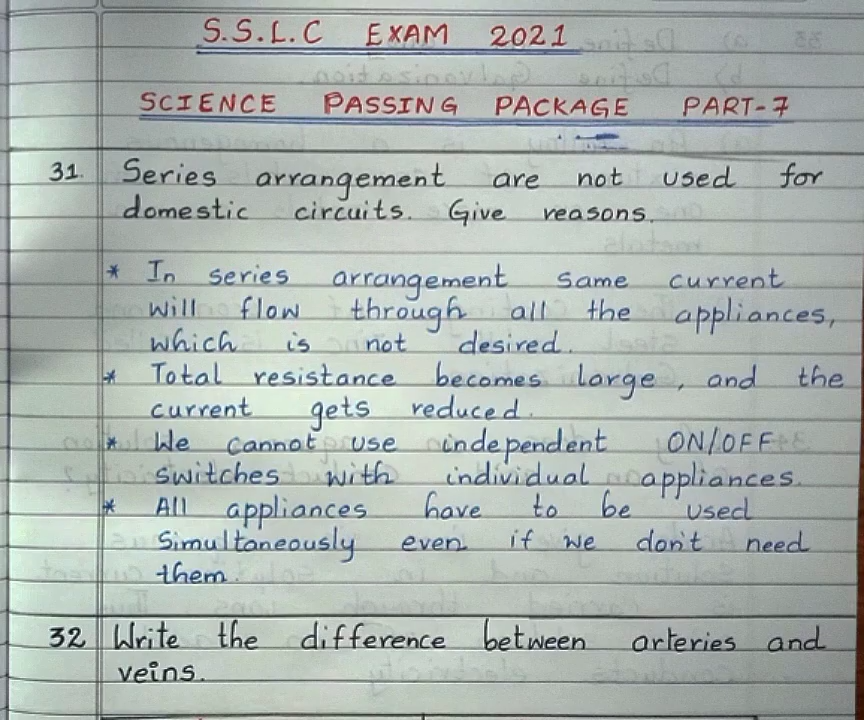 S.S.L.C EXAM 2021
SCIENCE PASSING PACKAGE PART-7
31. Series arrangement are not used for
domestic circuits. Give reasons.
* In series arrangement same current
will flow through all the appliances,
which is not desired.
* Total resistance becomes large, and the
current gets reduced.
* We cannot use independent ON/OFF
switches with individual appliances.
* All appliances have to be used
Simultaneously even if we don't need
them.
32 Write the difference between arteries and
veins.